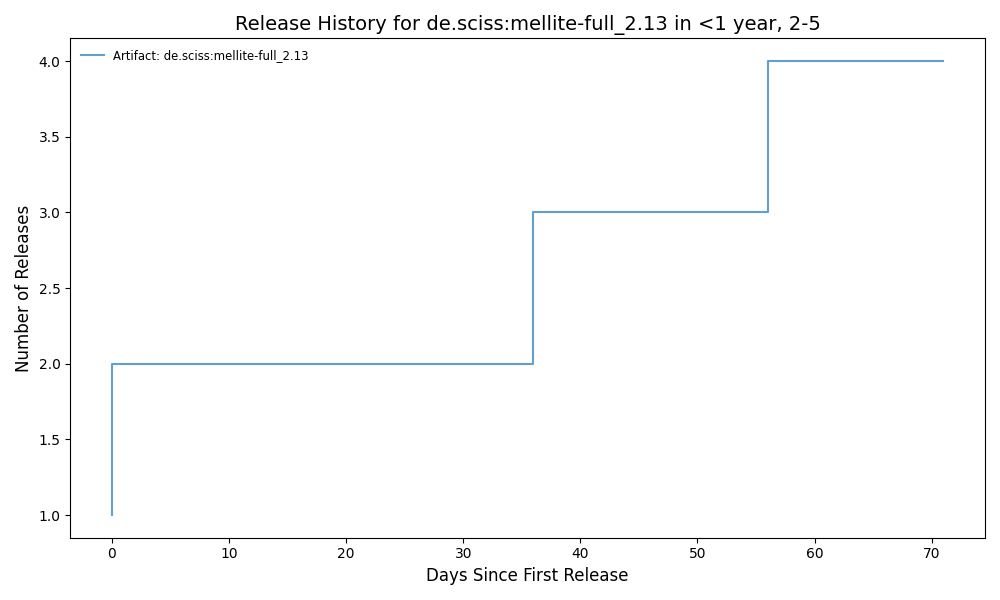 Release History for de.sciss:mellite-full_2.13 in <1 year, 2-5
Artifact: de.sciss:mellite-full_2.13
Number of Releases
4.0
3.5
3.0
2.5
2.0
1.5
1.0
0 10 20 30 40 50 60 70
Days Since First Release